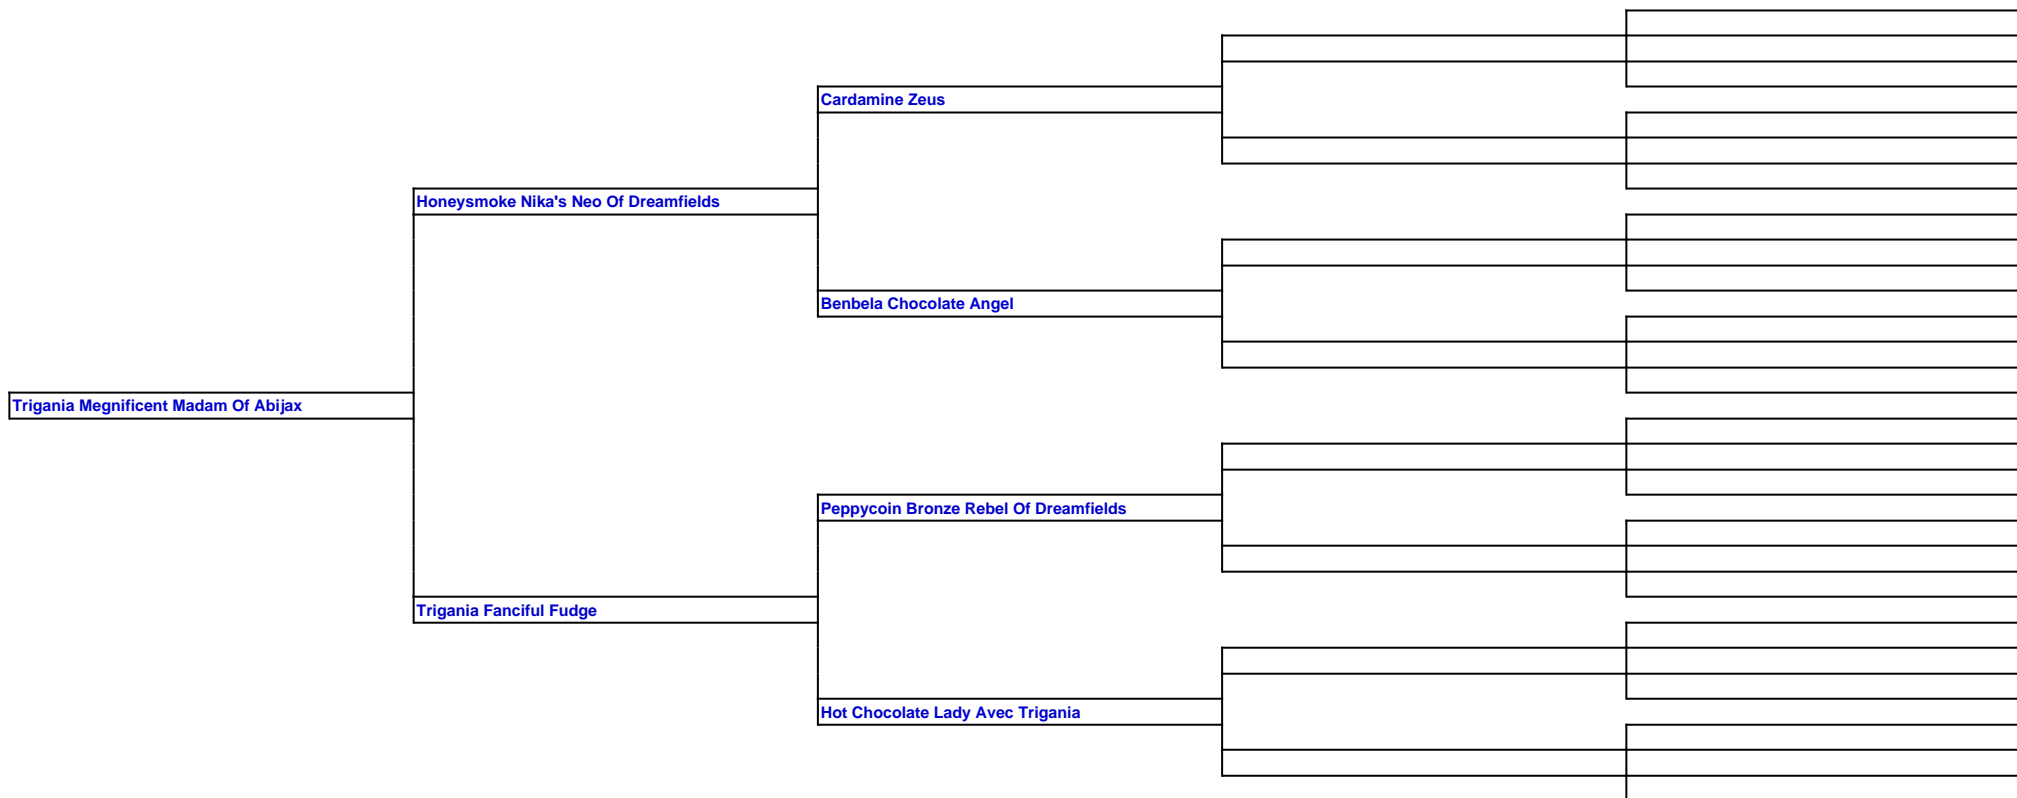 Cardamine Zeus
Honeysmoke Nika's Neo Of Dreamfields
Benbela Chocolate Angel
Trigania Megnificent Madam Of Abijax
Peppycoin Bronze Rebel Of Dreamfields
Trigania Fanciful Fudge
Hot Chocolate Lady Avec Trigania